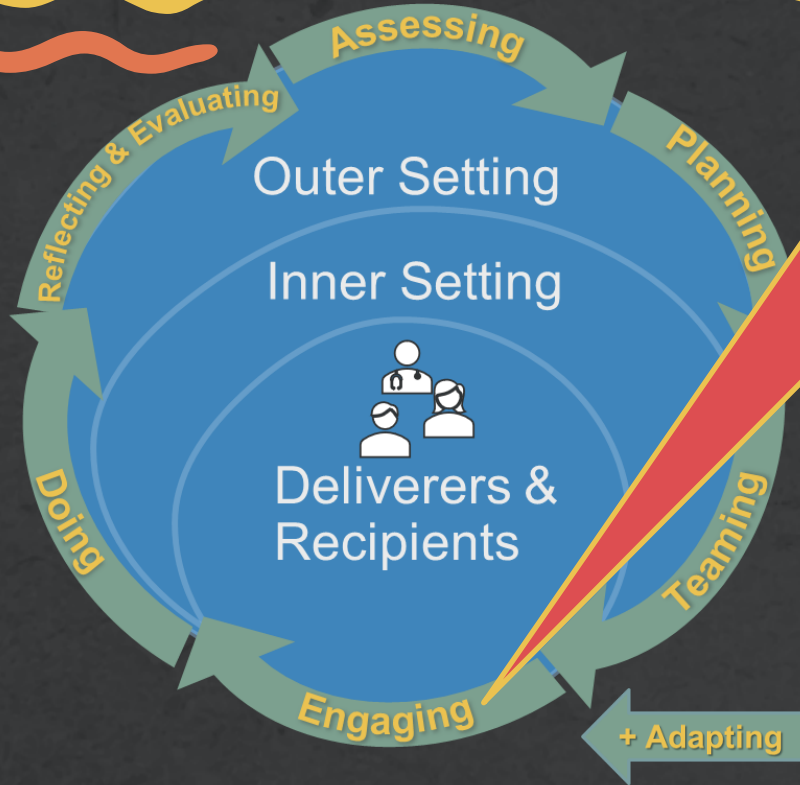 Assessing
Reflecting & Evaluating
Planning
Outer Setting
Inner Setting
Deliverers &
Recipients
Doing
Teaming
Engaging
+ Adapting